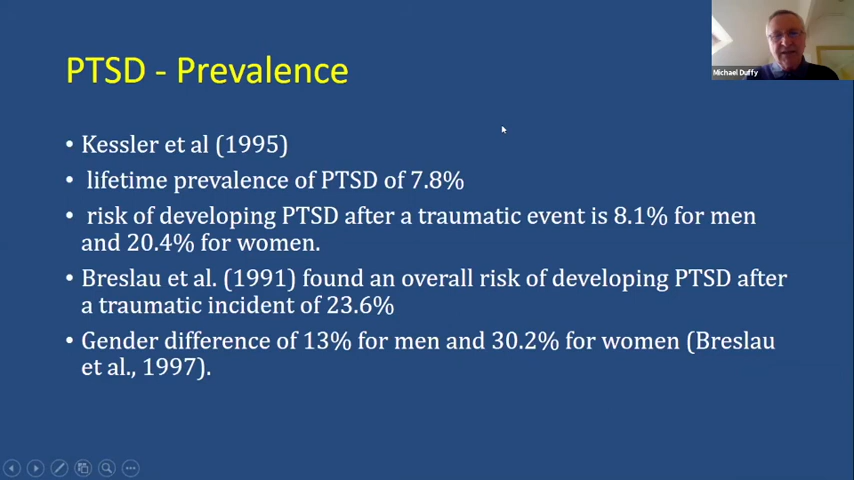 PTSD - Prevalence
Michael Duffy
• Kessler et al (1995)
• lifetime prevalence of PTSD of 7.8%
• risk of developing PTSD after a traumatic event is 8.1% for men
and 20.4% for women.
• Breslau et al. (1991) found an overall risk of developing PTSD after
a traumatic incident of 23.6%
• Gender difference of 13% for men and 30.2% for women (Breslau
et al., 1997).